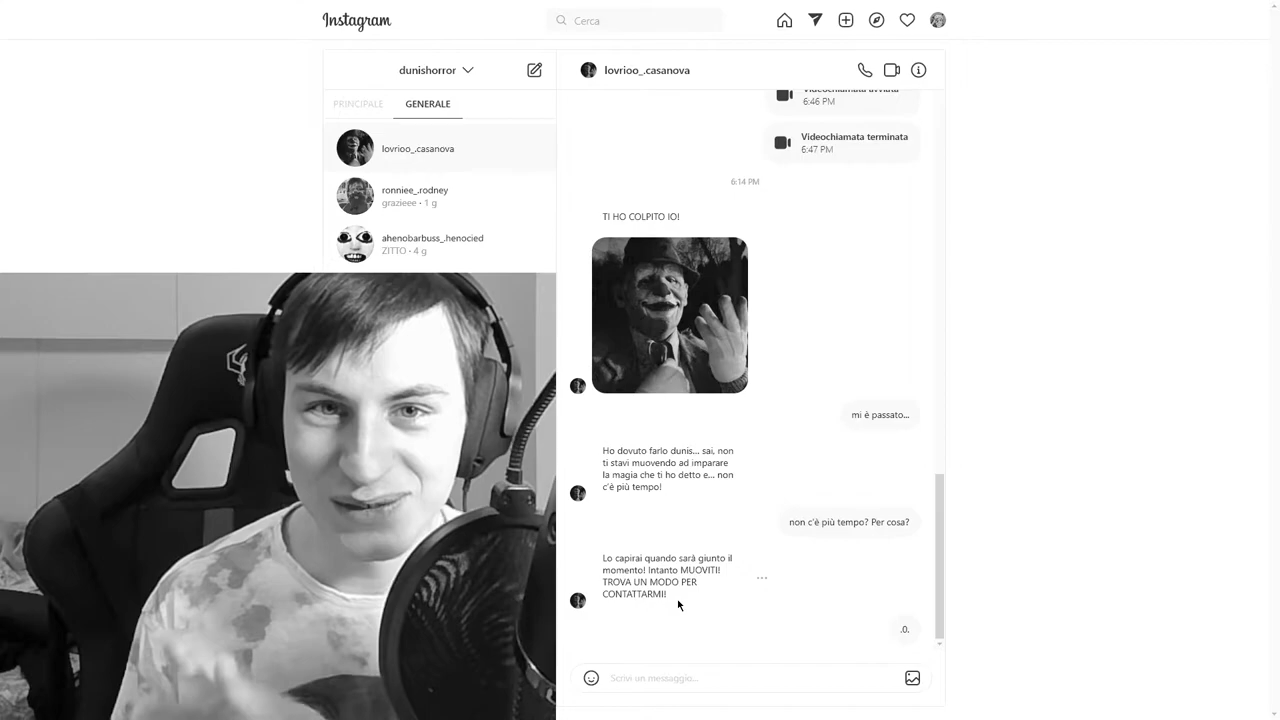 Instagram
Cerca
dunishorror
lovrioo_.casanova
PRINCIPALE
GENERALE
lovrioo_.casanova
ronniee_.rodney
grazieee • 1 g
ahenobarbuss_.henocied
ZITTO • 4 g
Videochiamata avviata
6:46 PM
Videochiamata terminata
6:47 PM
6:14 PM
TI HO COLPITO IO!
mi è passato...
Ho dovuto farlo dunis... sai, non
ti stavi muovendo ad imparare
la magia che ti ho detto e... non
c'è più tempo!
non c'è più tempo? Per cosa?
Lo capirai quando sarà giunto il
momento! Intanto MUOVITI!
TROVA UN MODO PER
CONTATTARMI!
.0.
Scrivi un messaggio...